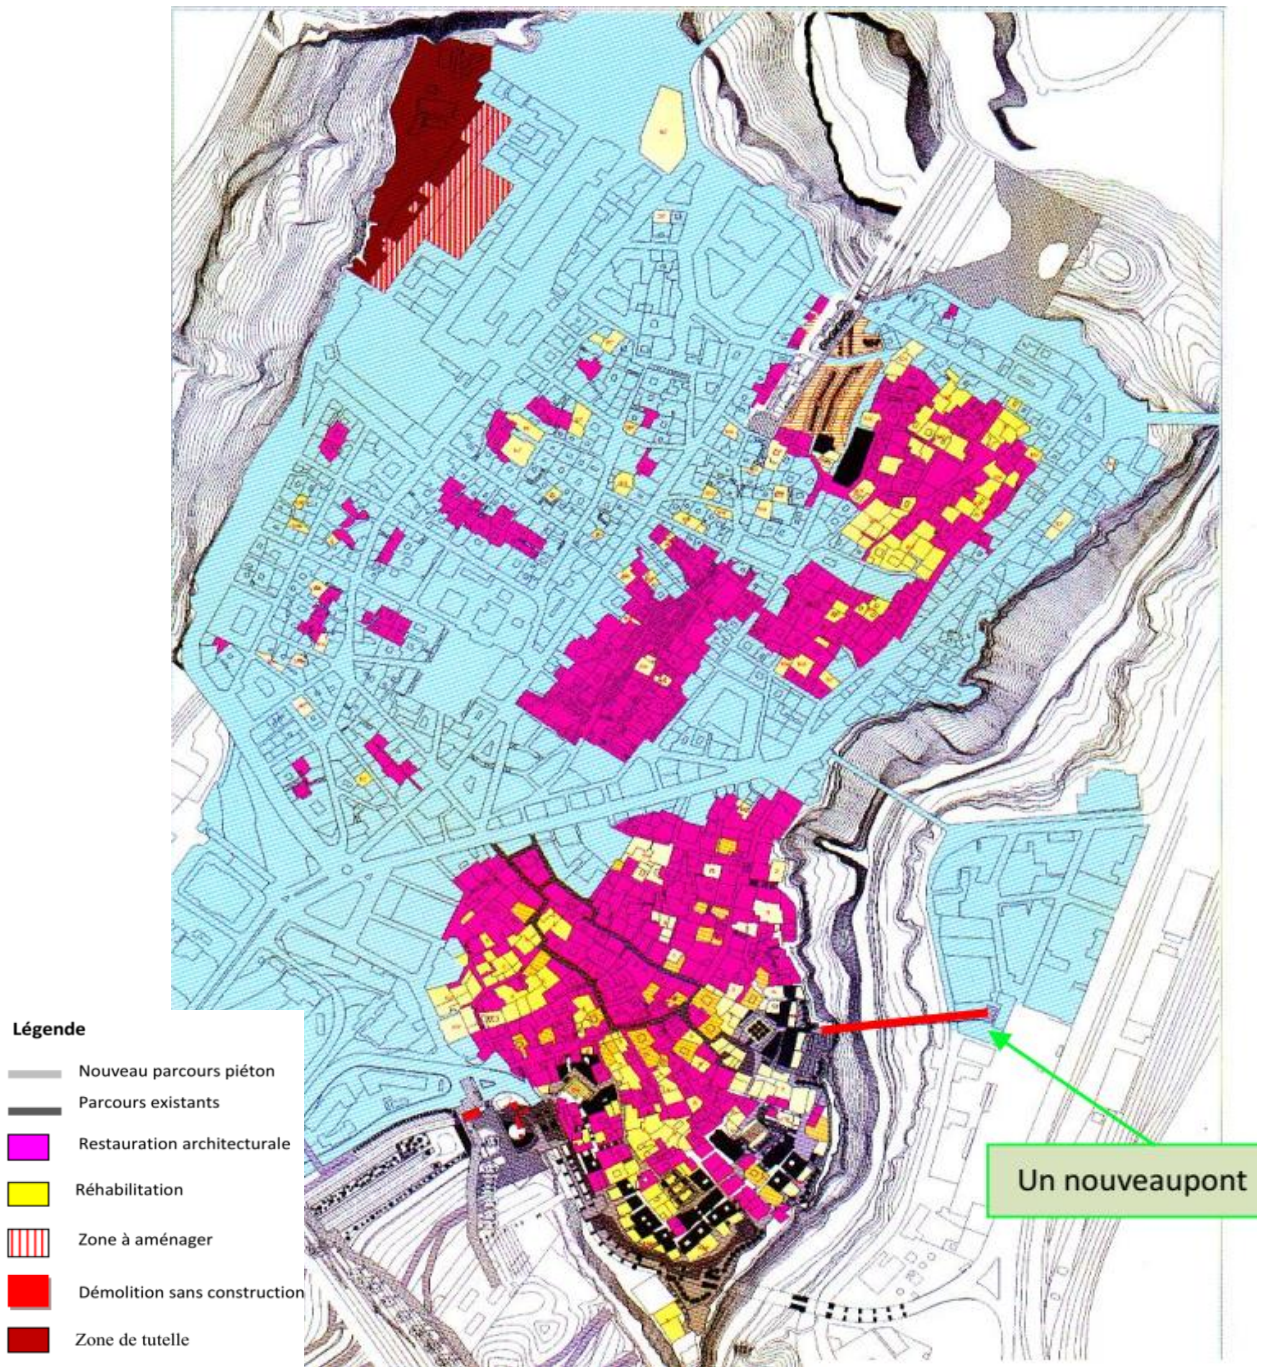 Légende
Nouveau parcours piéton
Parcours existants
Restauration architecturale
Réhabilitation
Zone à aménager
Démolition sans construction
Zone de tutelle
Un nouveaupont